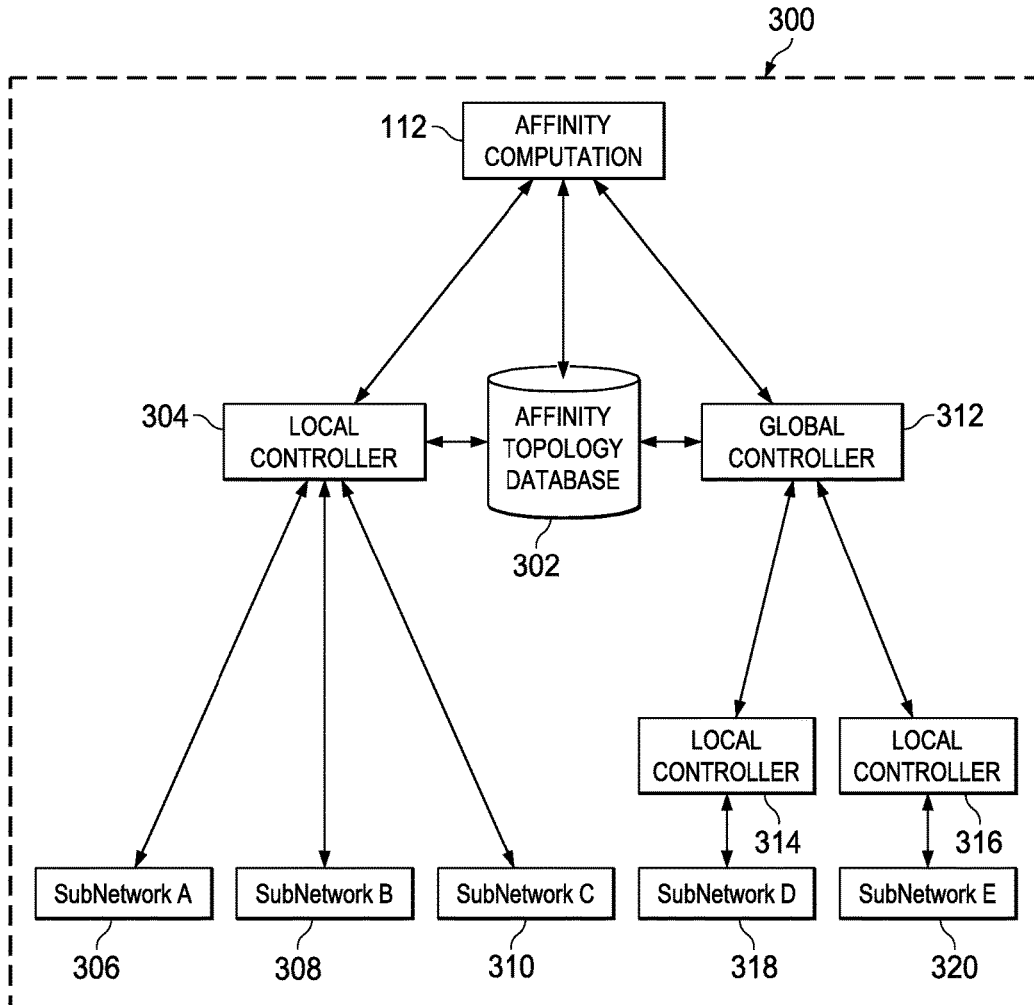 300
112
AFFINITY
COMPUTATION
304
LOCAL
CONTROLLER
AFFINITY
TOPOLOGY
DATABASE
302
GLOBAL
CONTROLLER
312
LOCAL
CONTROLLER
314
LOCAL
CONTROLLER
316
SubNetwork A
306
SubNetwork B
308
SubNetwork C
310
SubNetwork D
318
SubNetwork E
320